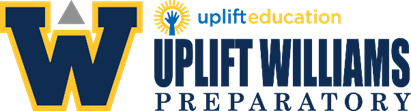 W
uplifteducation
UPLIFT WILLIAMS
PREPARATORY